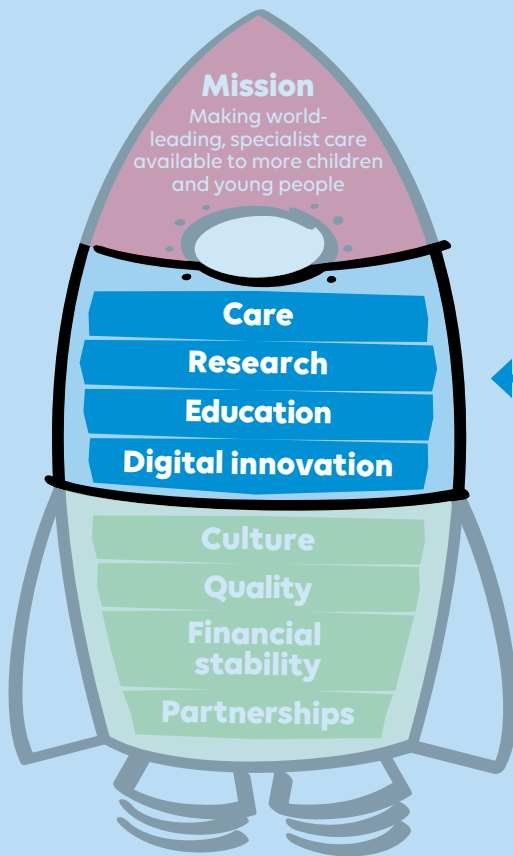 Mission
Making world-
leading, specialist care
available to more children
and young people
Care
Research
Education
Digital innovation
Culture
Quality
Financial
stability
Partnerships